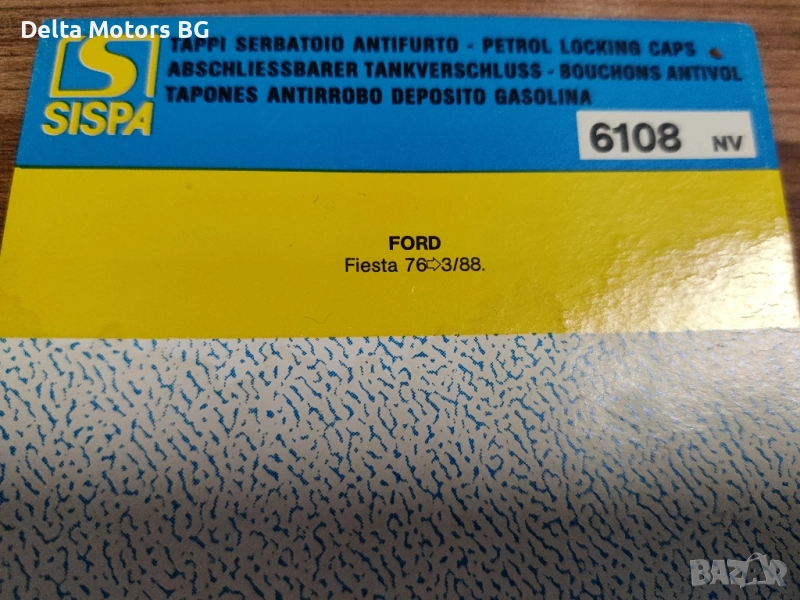 Delta Motors BG
SISPA
TAPPI SERBATOIO ANTIFURTO - PETROL LOCKING CAPS
ABSCHLIESSBARER TANKVERSCHLUSS - BOUCHONS ANTIVOL
TAPONES ANTIRROBO DEPOSITO GASOLINA
6108 NV
FORD
Fiesta 76⇨3/88.
BAZAR